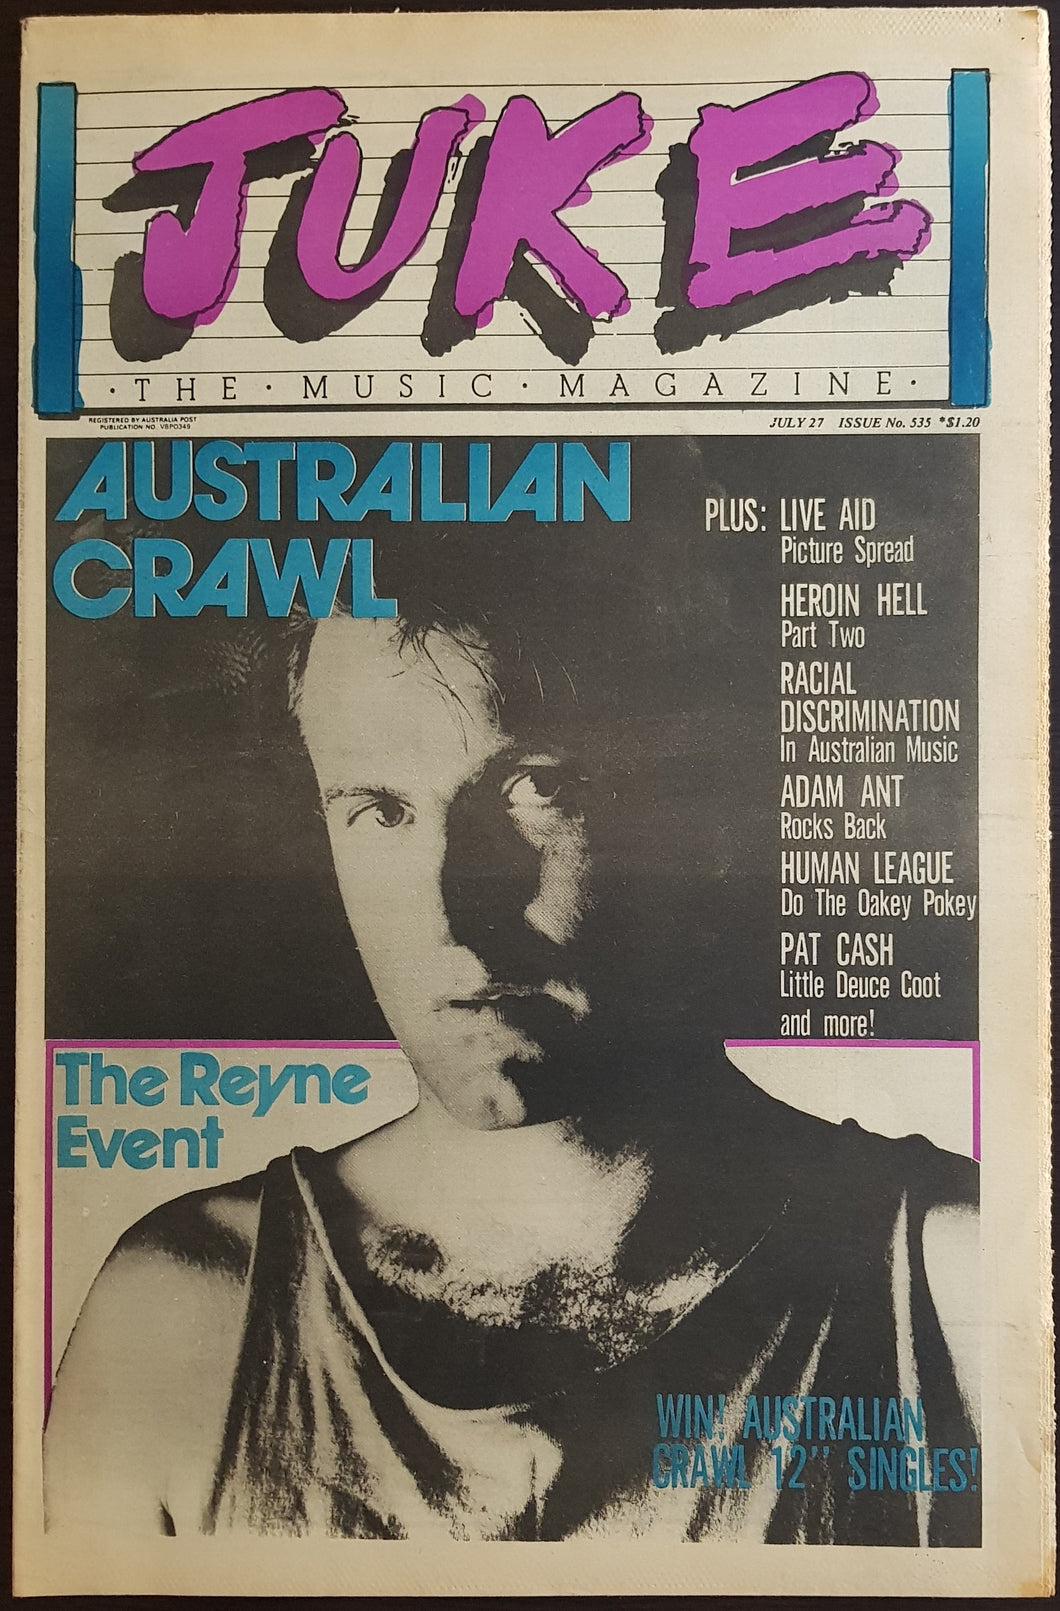 JUKE
·THE·MUSIC·MAGAZINE·
REGISTERED BY AUSTRALIA POST
PUBLICATION NO. VBP0349
JULY 27 ISSUE No. 535 *$1.20
AUSTRALIAN
CRAWL
PLUS: LIVE AID
Picture Spread
HEROIN HELL
Part Two
RACIAL
DISCRIMINATION
In Australian Music
ADAM ANT
Rocks Back
HUMAN LEAGUE
Do The Oakey Pokey
PAT CASH
Little Deuce Coot
and more!
The Reyne
Event
WIN! AUSTRALIAN
CRAWL 12" SINGLES!